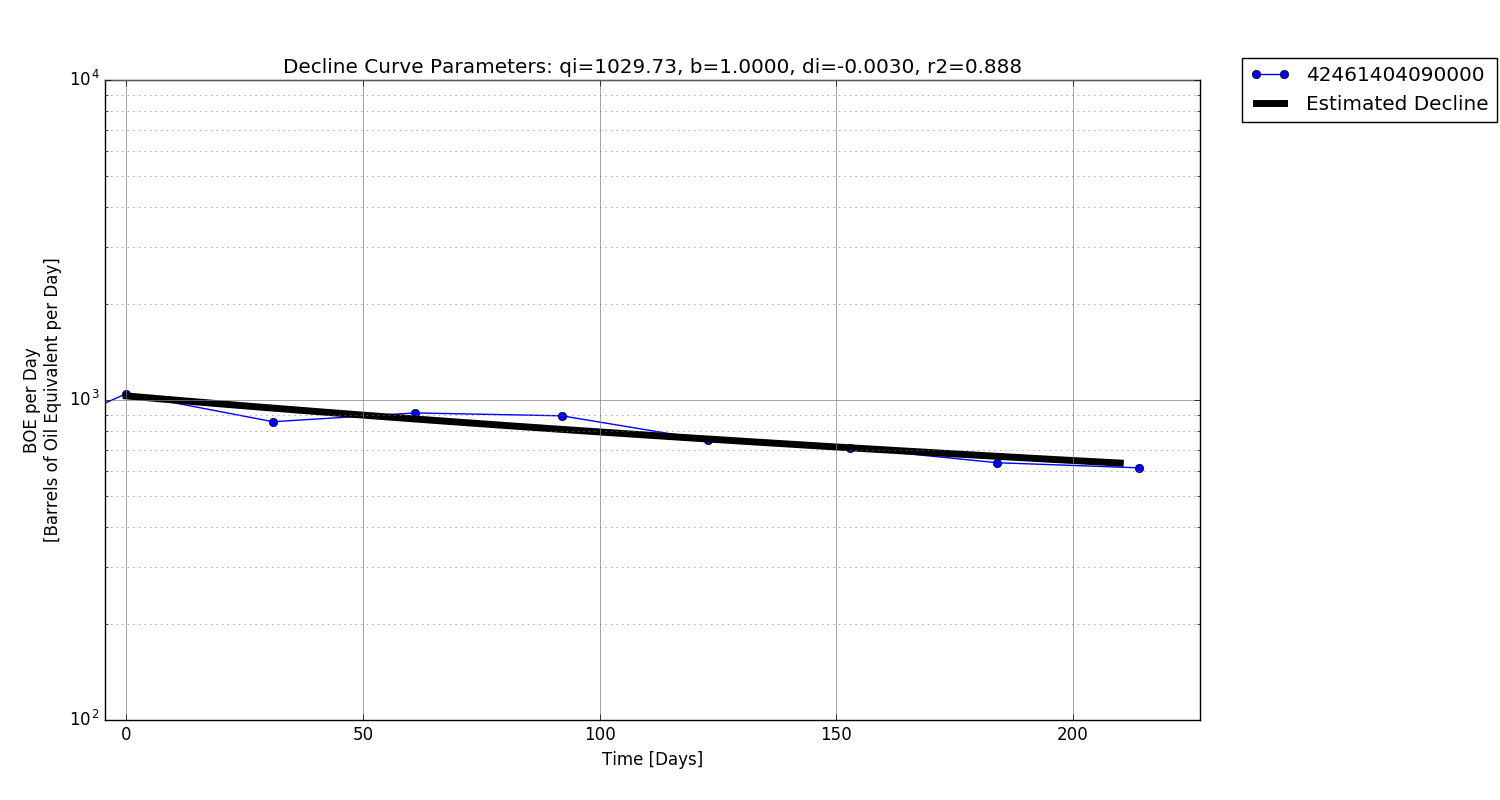 Decline Curve Parameters: qi=1029.73, b=1.0000, di=-0.0030, r2=0.888
42461404090000
Estimated Decline
10^4
10^3
10^2
BOE per Day
[Barrels of Oil Equivalent per Day]
0 50 100 150 200
Time [Days]